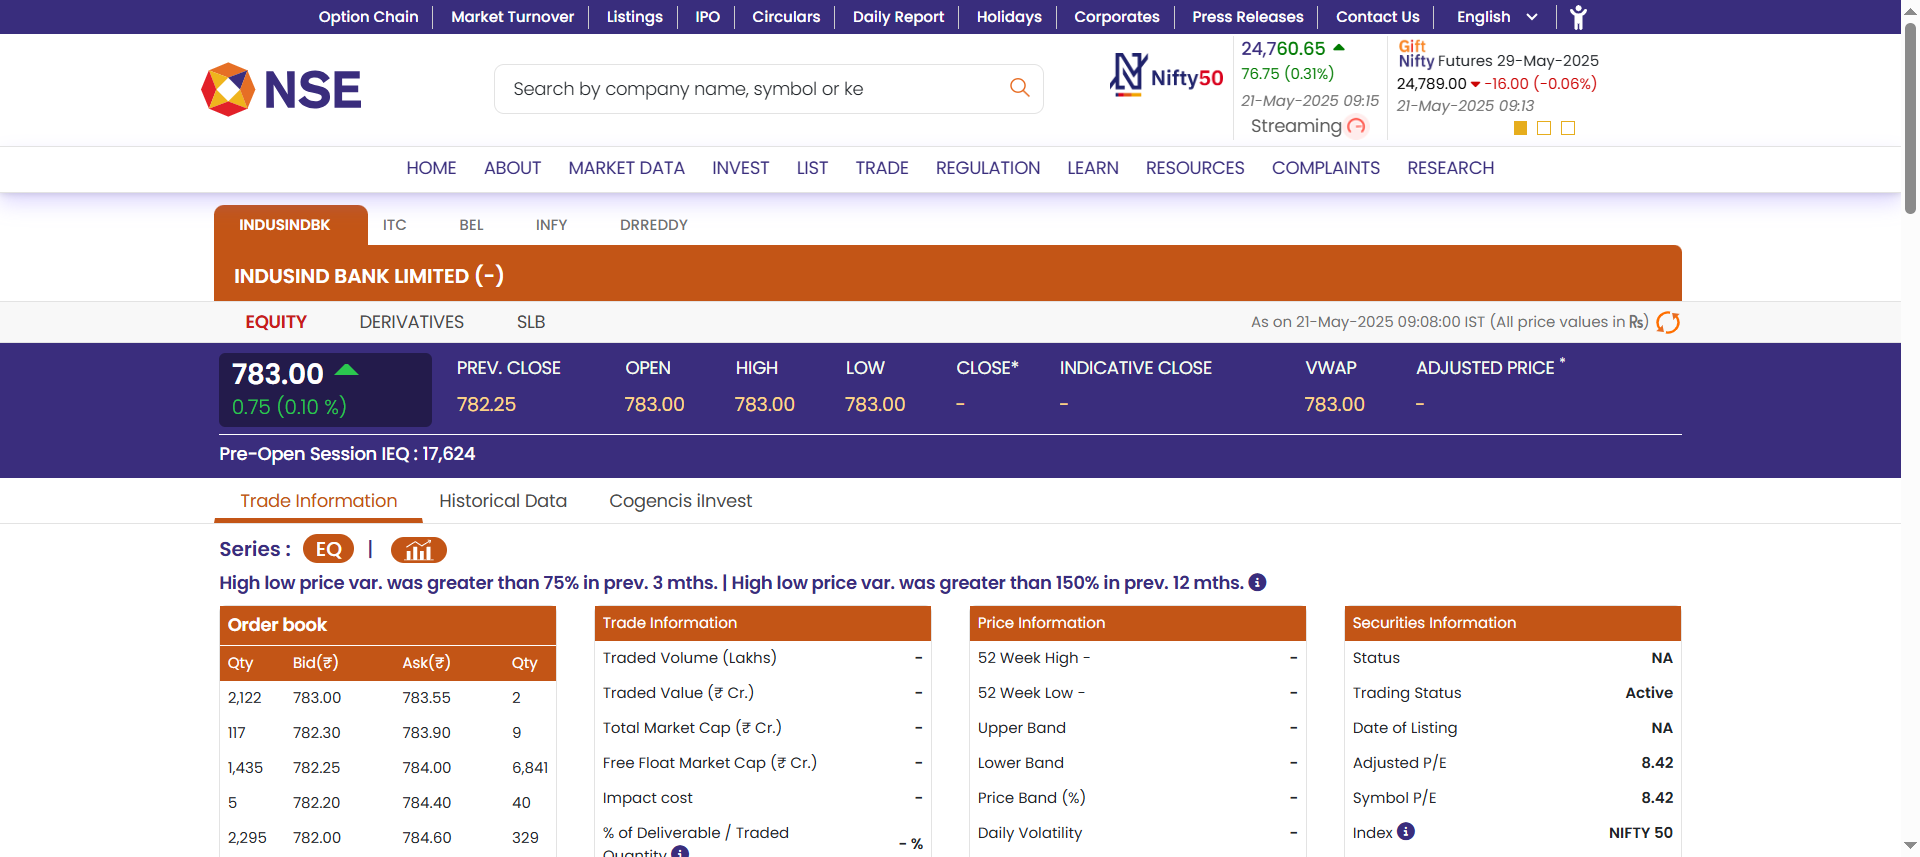 Option Chain Market Turnover Listings IPO Circulars Daily Report Holidays Corporates Press Releases Contact Us English
NSE
Search by company name, symbol or ke
Nifty50
24,760.65
76.75 (0.31%)
21-May-2025 09:15
Streaming
Gift
Nifty Futures 29-May-2025
24,789.00 -16.00 (-0.06%)
21-May-2025 09:13
HOME ABOUT MARKET DATA INVEST LIST TRADE REGULATION LEARN RESOURCES COMPLAINTS RESEARCH
INDUSINDBK ITC BEL INFY DRREDDY
INDUSIND BANK LIMITED (-)
EQUITY DERIVATIVES SLB As on 21-May-2025 09:08:00 IST (All price values in ₨)
783.00
0.75 (0.10 %)
PREV. CLOSE OPEN HIGH LOW CLOSE* INDICATIVE CLOSE VWAP ADJUSTED PRICE *
782.25 783.00 783.00 783.00 - - 783.00 -
Pre-Open Session IEQ : 17,624
Trade Information Historical Data Cogencis iInvest
Series : EQ |
High low price var. was greater than 75% in prev. 3 mths. | High low price var. was greater than 150% in prev. 12 mths.
Order book
Qty Bid(₹) Ask(₹) Qty
2,122 783.00 783.55 2
117 782.30 783.90 9
1,435 782.25 784.00 6,841
5 782.20 784.40 40
2,295 782.00 784.60 329
Trade Information
Traded Volume (Lakhs) -
Traded Value (₹ Cr.) -
Total Market Cap (₹ Cr.) -
Free Float Market Cap (₹ Cr.) -
Impact cost -
% of Deliverable / Traded
Quantity - %
Price Information
52 Week High - -
52 Week Low - -
Upper Band -
Lower Band -
Price Band (%) -
Daily Volatility -
Securities Information
Status NA
Trading Status Active
Date of Listing NA
Adjusted P/E 8.42
Symbol P/E 8.42
Index NIFTY 50